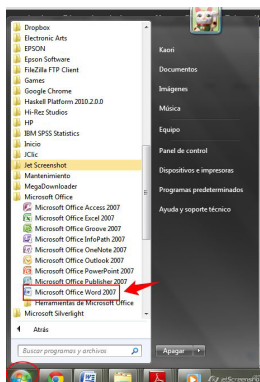 Dropbox
Electronic Arts
EPSON
Epson Software
FileZilla FTP Client
Games
Google Chrome
Haskell Platform 2010.2.0.0
Hi-Rez Studios
HP
IBM SPSS Statistics
Inicio
JClic
Jet Screenshot
Mantenimiento
MegaDownloader
Microsoft Office
Microsoft Office Access 2007
Microsoft Office Excel 2007
Microsoft Office Groove 2007
Microsoft Office InfoPath 2007
Microsoft Office OneNote 2007
Microsoft Office Outlook 2007
Microsoft Office PowerPoint 2007
Microsoft Office Publisher 2007
Microsoft Office Word 2007
Herramientas de Microsoft Office
Microsoft Silverlight
Atrás
Buscar programas y archivos
Kaori
Documentos
Imágenes
Música
Equipo
Panel de control
Dispositivos e impresoras
Programas predeterminados
Ayuda y soporte técnico
Apagar